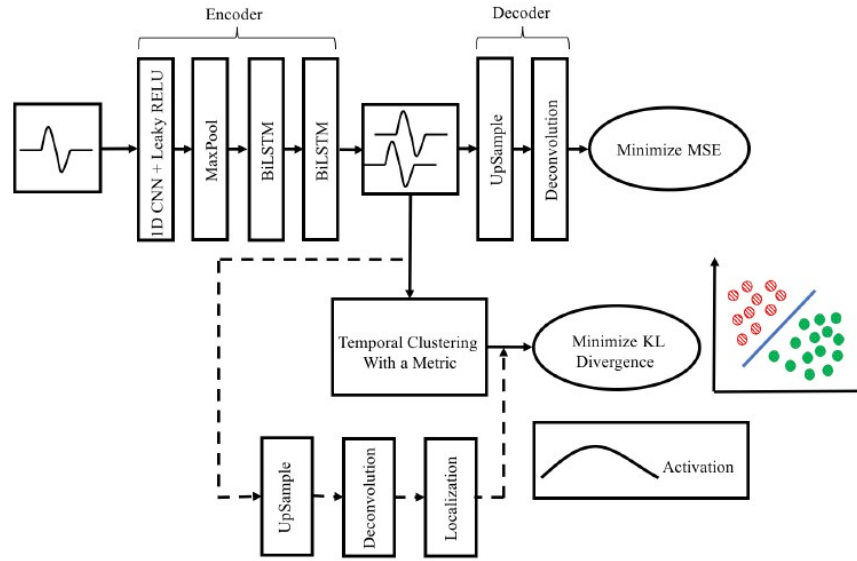 Encoder
Decoder
1D CNN + Leaky RELU
MaxPool
BiLSTM
BiLSTM
UpSample
Deconvolution
Minimize MSE
Temporal Clustering
With a Metric
Minimize KL
Divergence
UpSample
Deconvolution
Localization
Activation